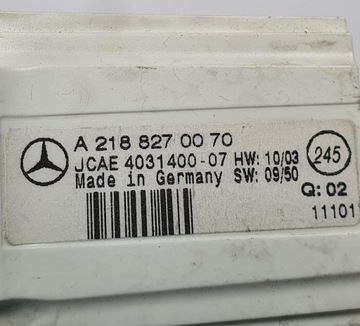 A 218 827 00 70
JCAE 4031400-07 HW: 10/03
Made in Germany SW: 09/50
245
Q: 02
11101